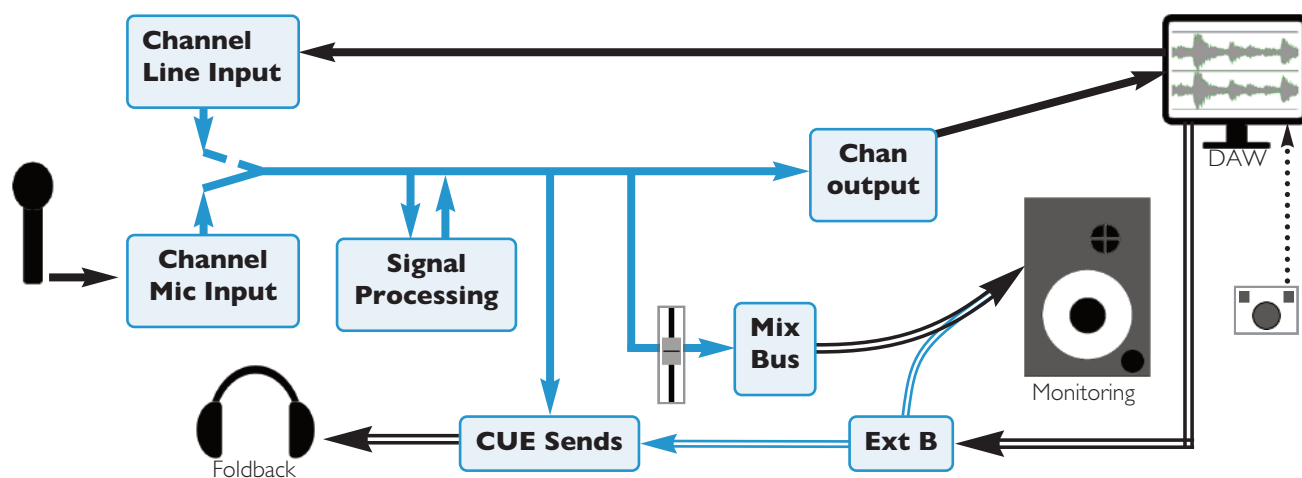 Channel
Line Input
DAW
Chan
output
Channel
Mic Input
Signal
Processing
Mix
Bus
Monitoring
CUE Sends
Ext B
Foldback